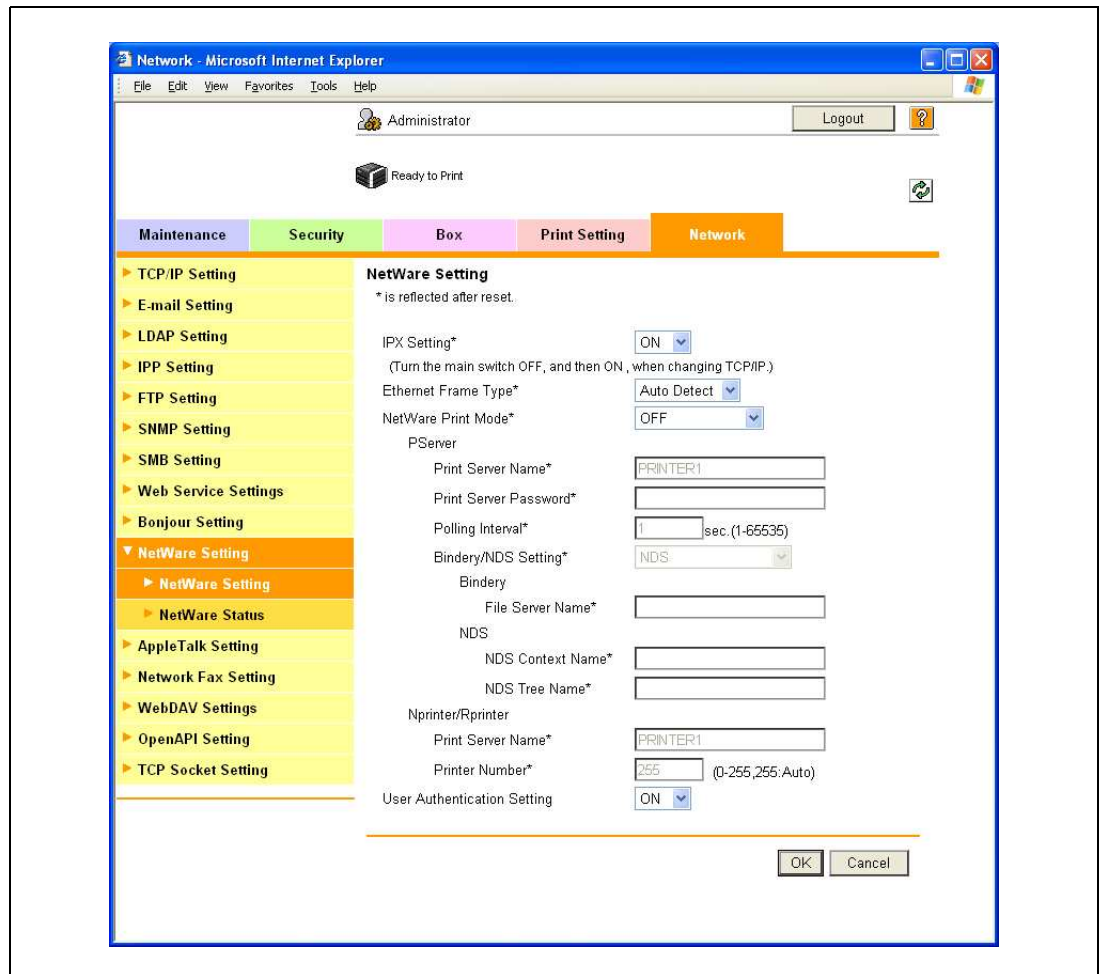 Network - Microsoft Internet Explorer
File Edit View Favorites Tools Help
Administrator
Logout
?
Ready to Print
Maintenance Security Box Print Setting Network
TCP/IP Setting
E-mail Setting
LDAP Setting
IPP Setting
FTP Setting
SNMP Setting
SMB Setting
Web Service Settings
Bonjour Setting
NetWare Setting
NetWare Setting
NetWare Status
AppleTalk Setting
Network Fax Setting
WebDAV Settings
OpenAPI Setting
TCP Socket Setting
NetWare Setting
* is reflected after reset.
IPX Setting* ON
(Turn the main switch OFF, and then ON , when changing TCP/IP.)
Ethernet Frame Type* Auto Detect
NetWare Print Mode* OFF
PServer
Print Server Name* PRINTER1
Print Server Password*
Polling Interval* 1 sec.(1-65535)
Bindery/NDS Setting* NDS
Bindery
File Server Name*
NDS
NDS Context Name*
NDS Tree Name*
Nprinter/Rprinter
Print Server Name* PRINTER1
Printer Number* 255 (0-255,255:Auto)
User Authentication Setting ON
OK Cancel